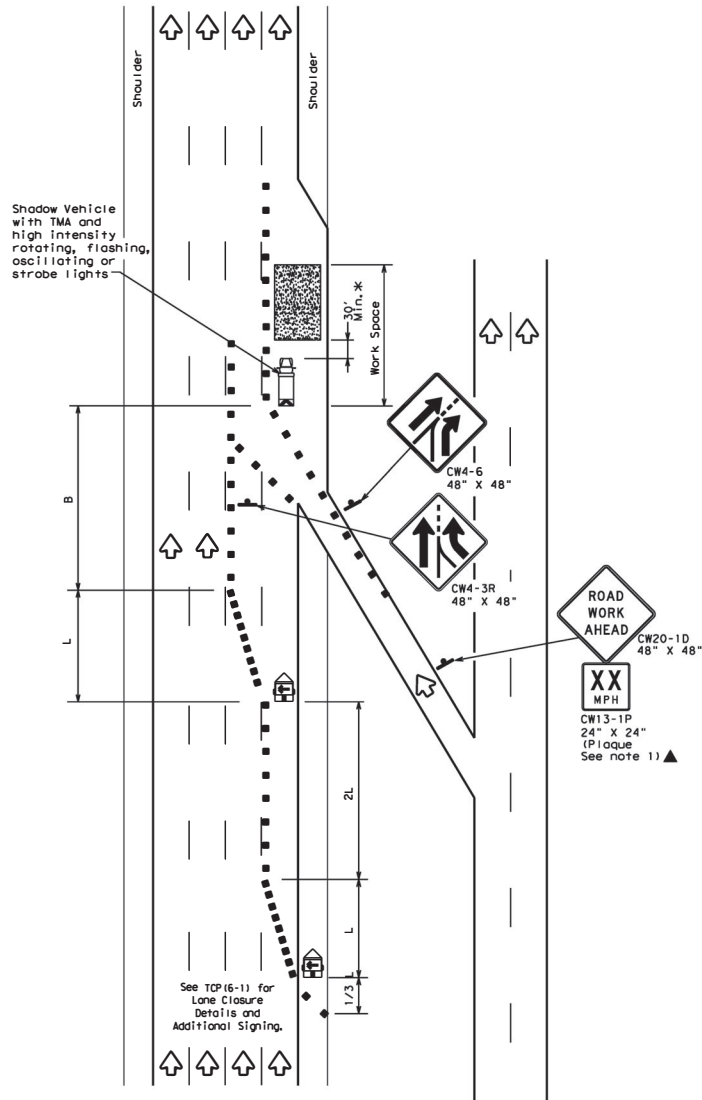 Shoulder
Shoulder
Shadow Vehicle
with TMA and
high intensity
rotating, flashing,
oscillating or
strobe lights
30'
Min.*
Work Space
CW4-6
48" X 48"
B
CW4-3R
48" X 48"
ROAD
WORK
AHEAD
CW20-1D
48" X 48"
XX
MPH
CW13-1P
24" X 24"
(Plaque
See note 1) ▲
L
2L
L
1/3 L
See TCP(6-1) for
Lane Closure
Details and
Additional Signing.